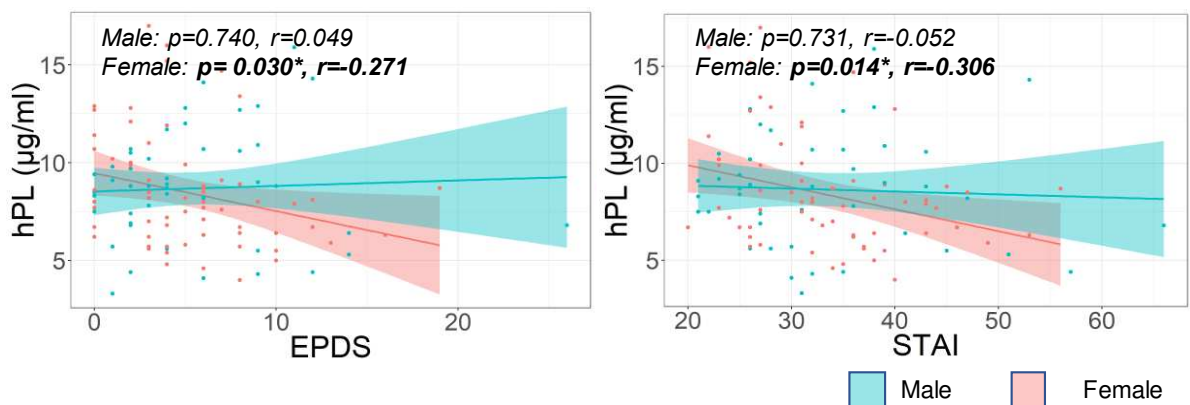 Male: p=0.740, r=0.049
Female: p= 0.030*, r=-0.271
hPL (µg/ml)
15
10
5
0
10
20
EPDS
Male: p=0.731, r=-0.052
Female: p=0.014*, r=-0.306
hPL (µg/ml)
15
10
5
20
30
40
50
60
STAI
Male
Female